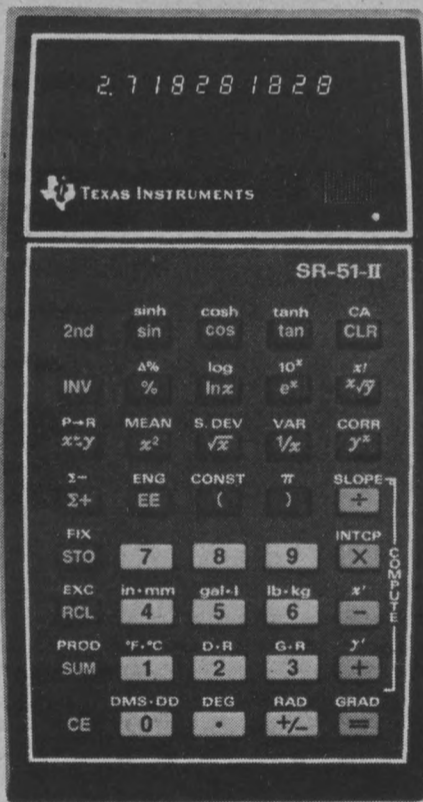 2.718281828
TEXAS INSTRUMENTS
SR-51-II
sinh cosh tanh CA
2nd sin cos tan CLR
Δ% log 10ˣ x!
INV % lnx eˣ ˣ√y
P→R MEAN S. DEV VAR CORR
x⇄y x² √x 1/x yˣ
Σ− ENG CONST π SLOPE
Σ+ EE ( ) ÷
FIX INTCP
STO 7 8 9 ×
EXC in·mm gal·l lb·kg x'
RCL 4 5 6 −
PROD °F·°C D·R G·R y'
SUM 1 2 3 +
DMS·DD DEG RAD GRAD
CE 0 . +/− =
COMPUTE